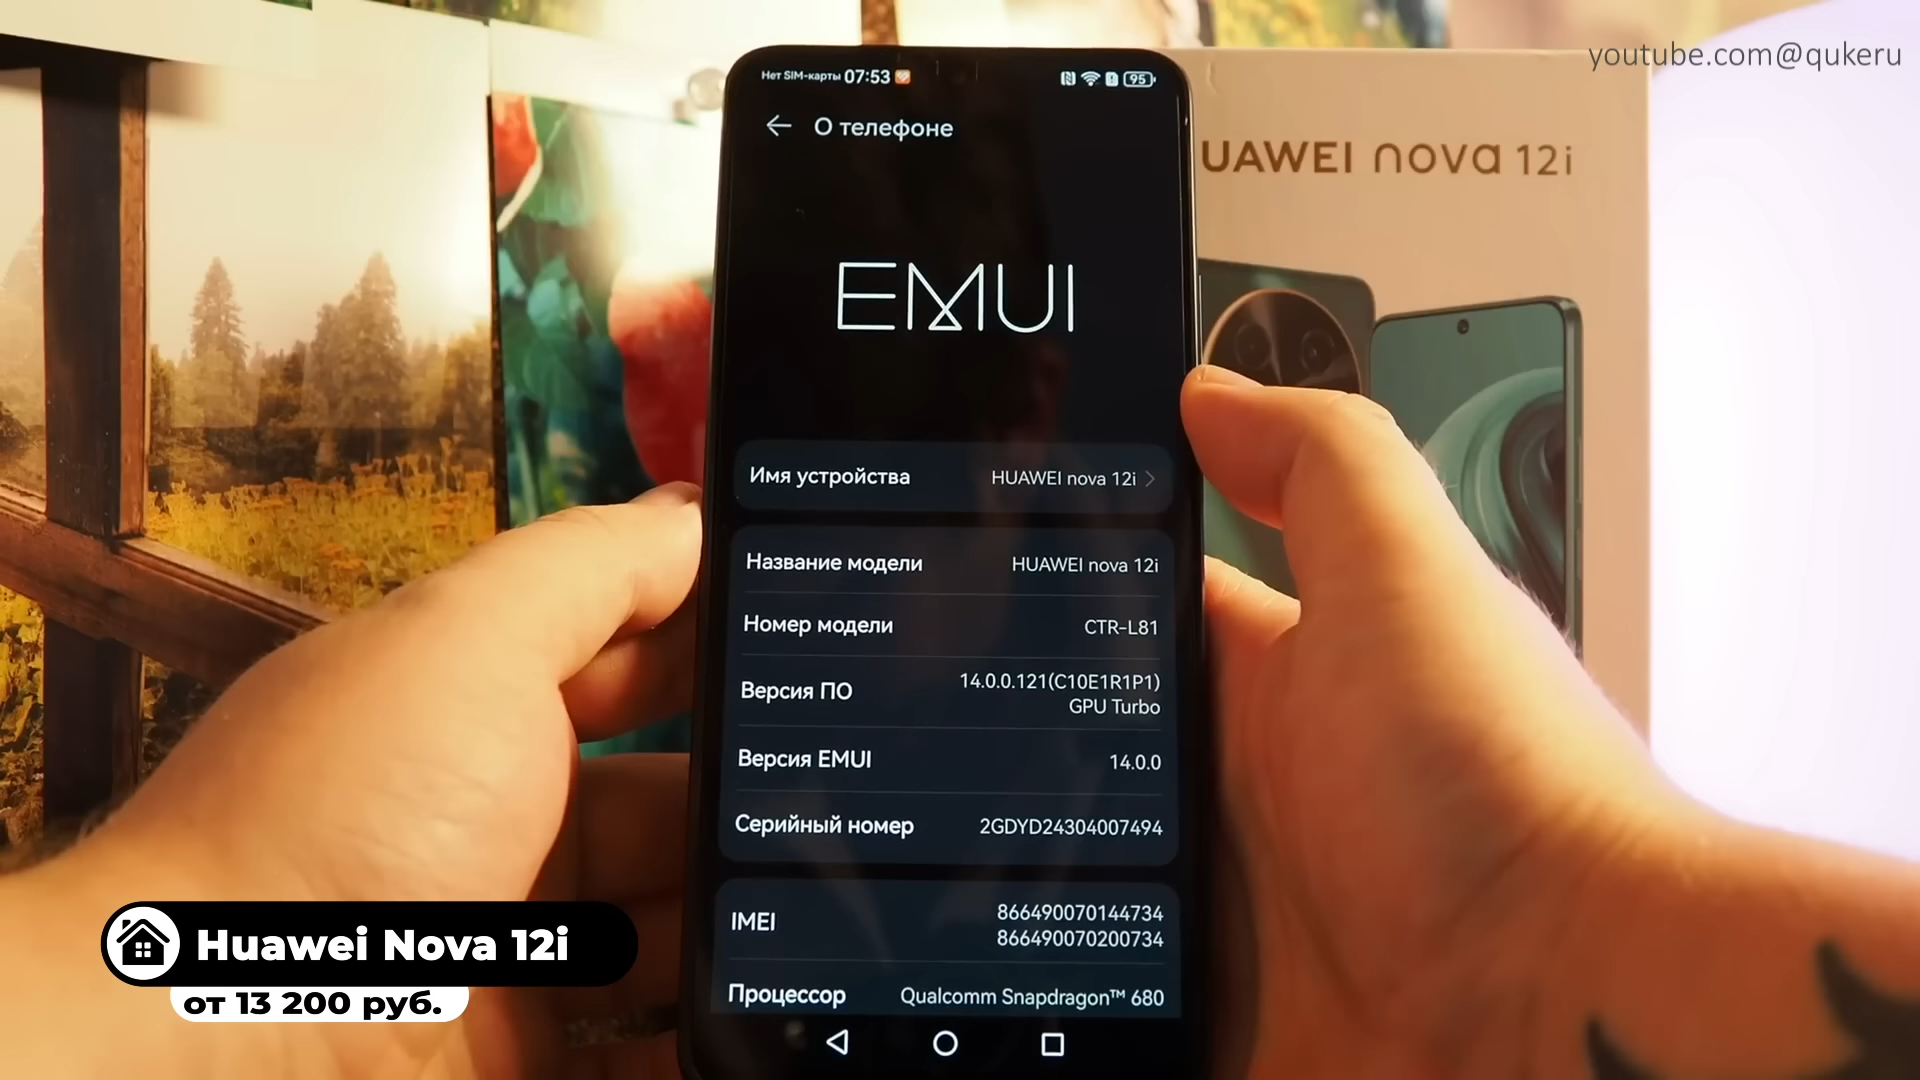 youtube.com@qukeru
Нет SIM-карты 07:53
95
О телефоне
UAWEI nova 12i
EMUI
Имя устройства HUAWEI nova 12i
Название модели HUAWEI nova 12i
Номер модели CTR-L81
Версия ПО 14.0.0.121(C10E1R1P1)
GPU Turbo
Версия EMUI 14.0.0
Серийный номер 2GDYD24304007494
IMEI 866490070144734
866490070200734
Процессор Qualcomm Snapdragon™ 680
Huawei Nova 12i
от 13 200 руб.